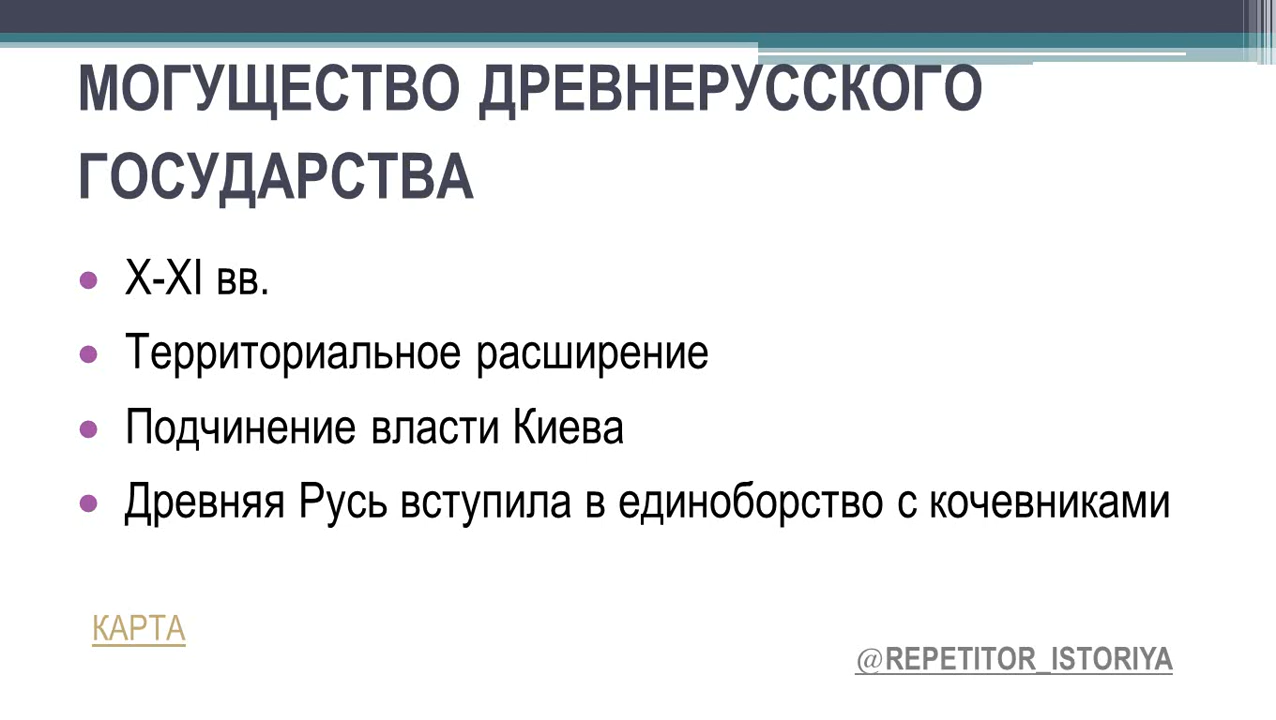 МОГУЩЕСТВО ДРЕВНЕРУССКОГО
ГОСУДАРСТВА
• X-XI вв.
• Территориальное расширение
• Подчинение власти Киева
• Древняя Русь вступила в единоборство с кочевниками
КАРТА
@REPETITOR_ISTORIYA